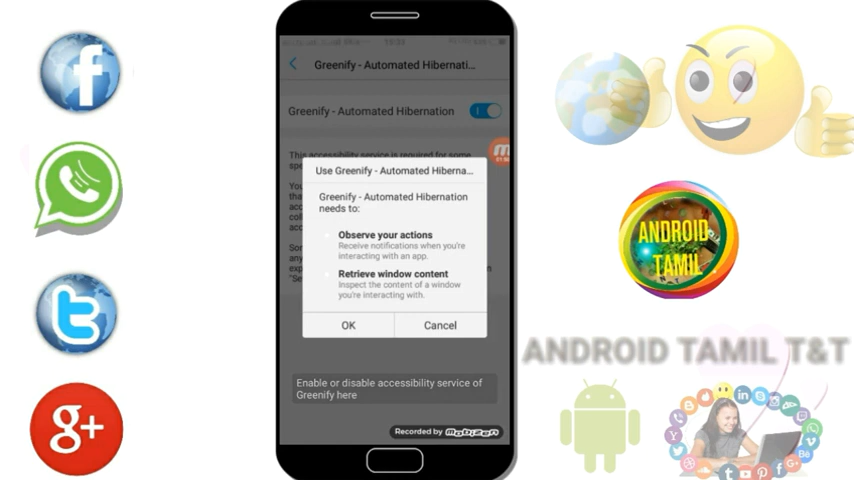 Greenify - Automated Hibernati...
Greenify - Automated Hibernation
This accessibility service is required for some
Use Greenify - Automated Hiberna...
Greenify - Automated Hibernation
needs to:
Observe your actions
Receive notifications when you're
interacting with an app.
Retrieve window content
Inspect the content of a window
you're interacting with.
OK
Cancel
Enable or disable accessibility service of
Greenify here
Recorded by mobizen
ANDROID
TAMIL
ANDROID TAMIL T&T